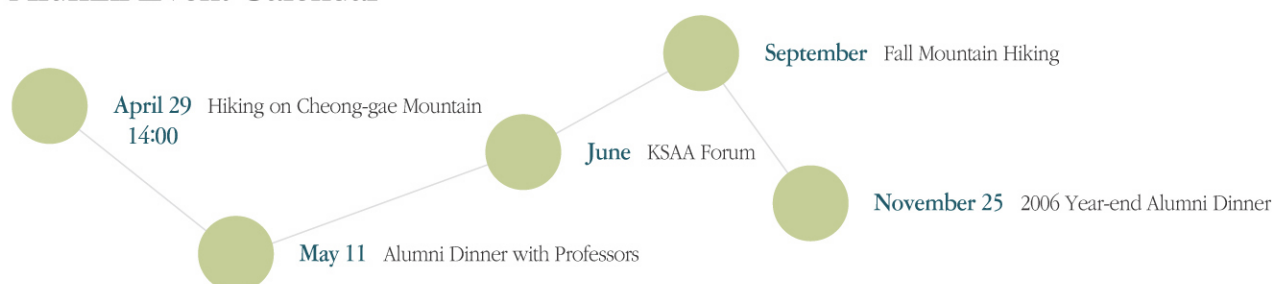 April 29 Hiking on Cheong-gae Mountain
14:00
May 11 Alumni Dinner with Professors
June KSAA Forum
September Fall Mountain Hiking
November 25 2006 Year-end Alumni Dinner